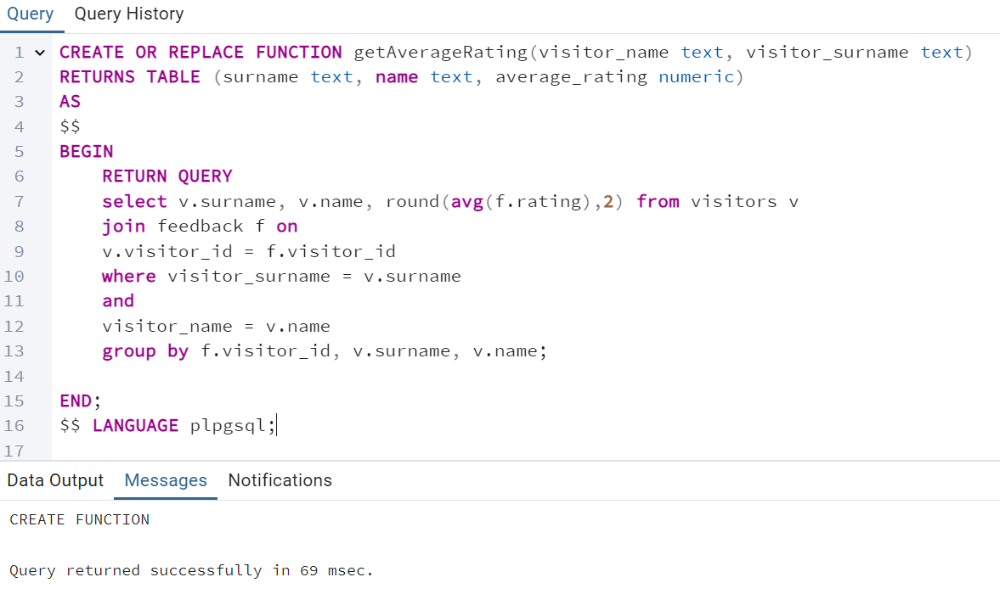 Query Query History
1 CREATE OR REPLACE FUNCTION getAverageRating(visitor_name text, visitor_surname text)
2 RETURNS TABLE (surname text, name text, average_rating numeric)
3 AS
4 $$
5 BEGIN
6 RETURN QUERY
7 select v.surname, v.name, round(avg(f.rating),2) from visitors v
8 join feedback f on
9 v.visitor_id = f.visitor_id
10 where visitor_surname = v.surname
11 and
12 visitor_name = v.name
13 group by f.visitor_id, v.surname, v.name;
14
15 END;
16 $$ LANGUAGE plpgsql;
17
Data Output Messages Notifications
CREATE FUNCTION
Query returned successfully in 69 msec.